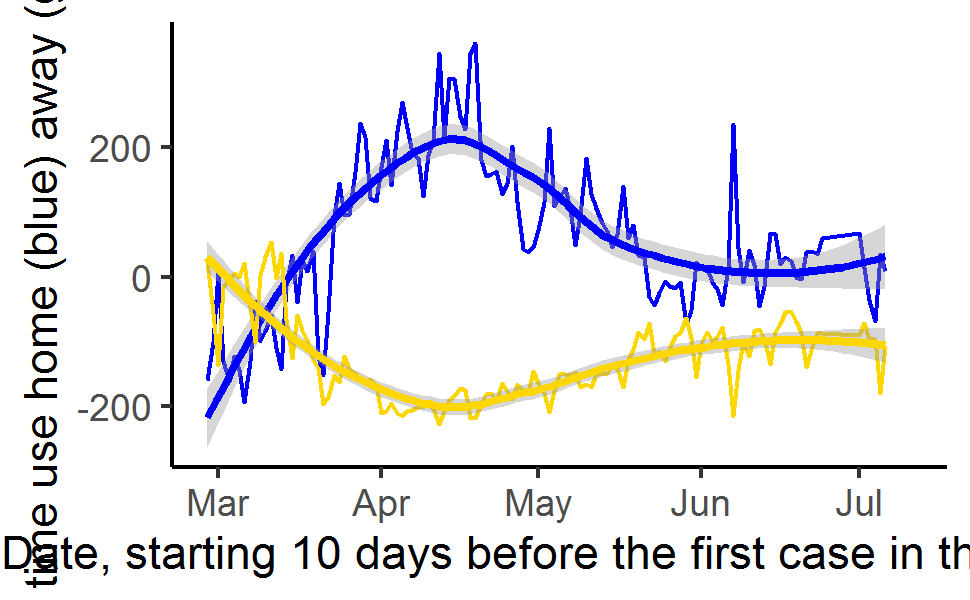 time use home (blue) away (
200
0
-200
Mar Apr May Jun Jul
Date, starting 10 days before the first case in th